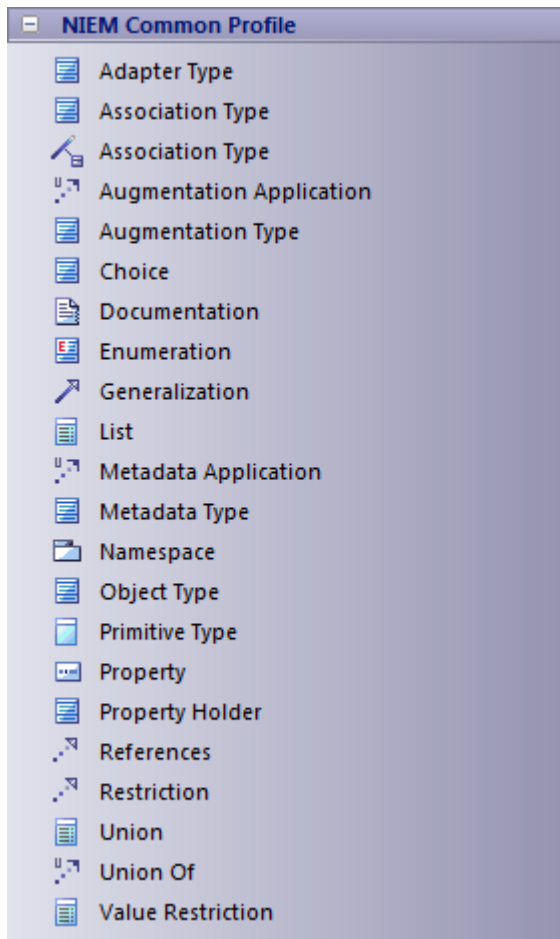 NIEM Common Profile
Adapter Type
Association Type
Association Type
Augmentation Application
Augmentation Type
Choice
Documentation
Enumeration
Generalization
List
Metadata Application
Metadata Type
Namespace
Object Type
Primitive Type
Property
Property Holder
References
Restriction
Union
Union Of
Value Restriction